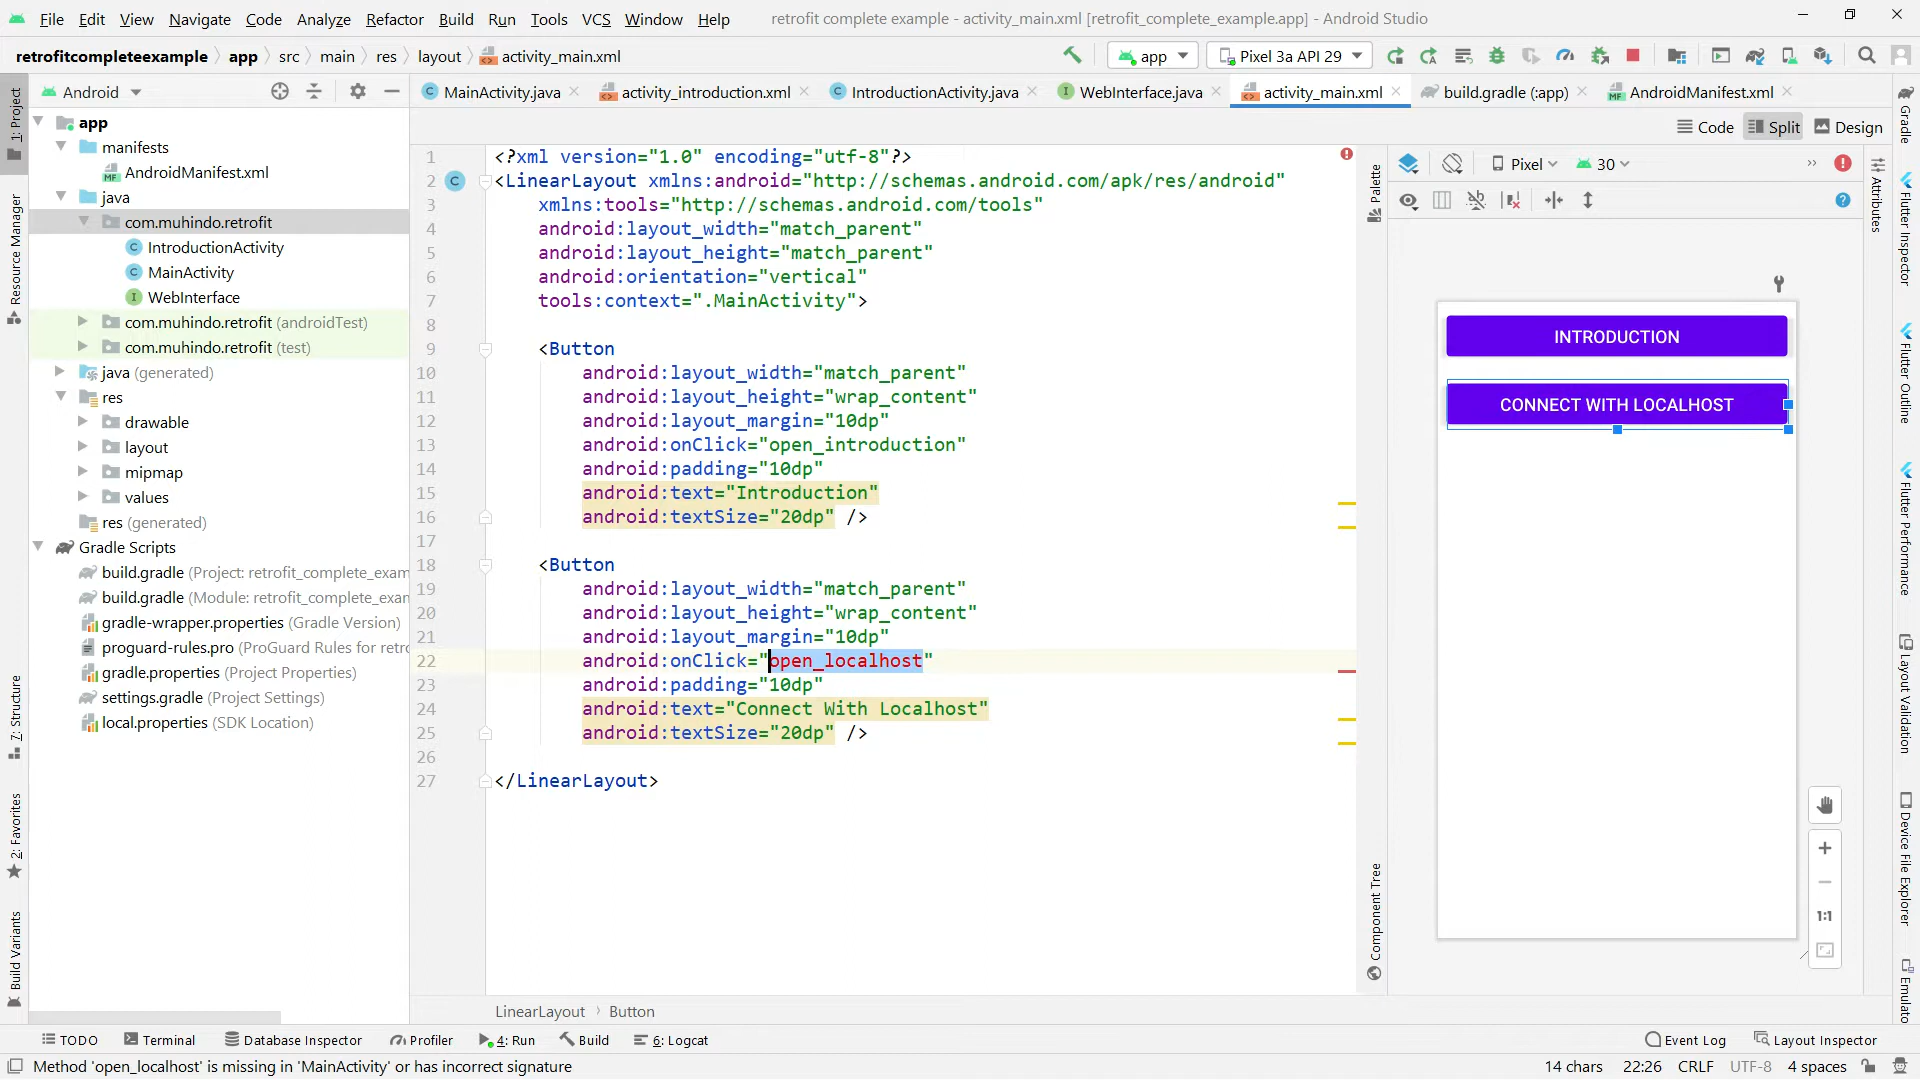 File Edit View Navigate Code Analyze Refactor Build Run Tools VCS Window Help retrofit complete example - activity_main.xml [retrofit_complete_example.app] - Android Studio
retrofitcompleteexample app src main res layout activity_main.xml app Pixel 3a API 29
Android MainActivity.java activity_introduction.xml IntroductionActivity.java WebInterface.java activity_main.xml build.gradle (:app) AndroidManifest.xml
Code Split Design
Pixel 30
app
manifests
AndroidManifest.xml
java
com.muhindo.retrofit
IntroductionActivity
MainActivity
WebInterface
com.muhindo.retrofit (androidTest)
com.muhindo.retrofit (test)
java (generated)
res
drawable
layout
mipmap
values
res (generated)
Gradle Scripts
build.gradle (Project: retrofit_complete_exam
build.gradle (Module: retrofit_complete_exar
gradle-wrapper.properties (Gradle Version)
proguard-rules.pro (ProGuard Rules for retro
gradle.properties (Project Properties)
settings.gradle (Project Settings)
local.properties (SDK Location)
1 <?xml version="1.0" encoding="utf-8"?>
2 <LinearLayout xmlns:android="http://schemas.android.com/apk/res/android"
3 xmlns:tools="http://schemas.android.com/tools"
4 android:layout_width="match_parent"
5 android:layout_height="match_parent"
6 android:orientation="vertical"
7 tools:context=".MainActivity">
8
9 <Button
10 android:layout_width="match_parent"
11 android:layout_height="wrap_content"
12 android:layout_margin="10dp"
13 android:onClick="open_introduction"
14 android:padding="10dp"
15 android:text="Introduction"
16 android:textSize="20dp" />
17
18 <Button
19 android:layout_width="match_parent"
20 android:layout_height="wrap_content"
21 android:layout_margin="10dp"
22 android:onClick="open_localhost"
23 android:padding="10dp"
24 android:text="Connect With Localhost"
25 android:textSize="20dp" />
26
27 </LinearLayout>
INTRODUCTION
CONNECT WITH LOCALHOST
1:1
1: Project
Resource Manager
7: Structure
2: Favorites
Build Variants
Palette
Component Tree
Attributes
Gradle
Flutter Inspector
Flutter Outline
Flutter Performance
Layout Validation
Device File Explorer
Emulato
LinearLayout Button
TODO Terminal Database Inspector Profiler 4: Run Build 6: Logcat Event Log Layout Inspector
Method 'open_localhost' is missing in 'MainActivity' or has incorrect signature 14 chars 22:26 CRLF UTF-8 4 spaces